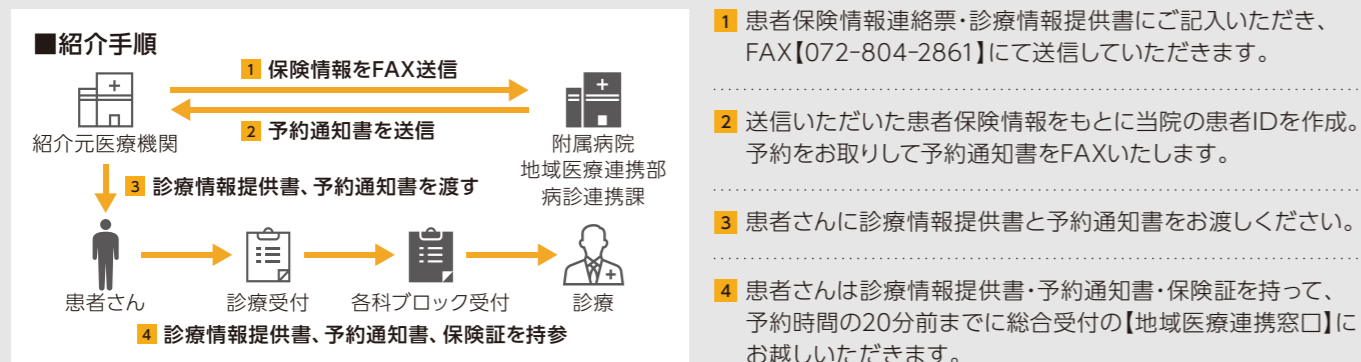 ■紹介手順
1 保険情報をFAX送信
2 予約通知書を送信
紹介元医療機関
附属病院
地域医療連携部
病診連携課
3 診療情報提供書、予約通知書を渡す
患者さん
診療受付
各科ブロック受付
診療
4 診療情報提供書、予約通知書、保険証を持参
1 患者保険情報連絡票・診療情報提供書にご記入いただき、
FAX【072-804-2861】にて送信していただきます。
2 送信いただいた患者保険情報をもとに当院の患者IDを作成。
予約をお取りして予約通知書をFAXいたします。
3 患者さんに診療情報提供書と予約通知書をお渡しください。
4 患者さんは診療情報提供書・予約通知書・保険証を持って、
予約時間の20分前までに総合受付の【地域医療連携窓口】に
お越しいただきます。